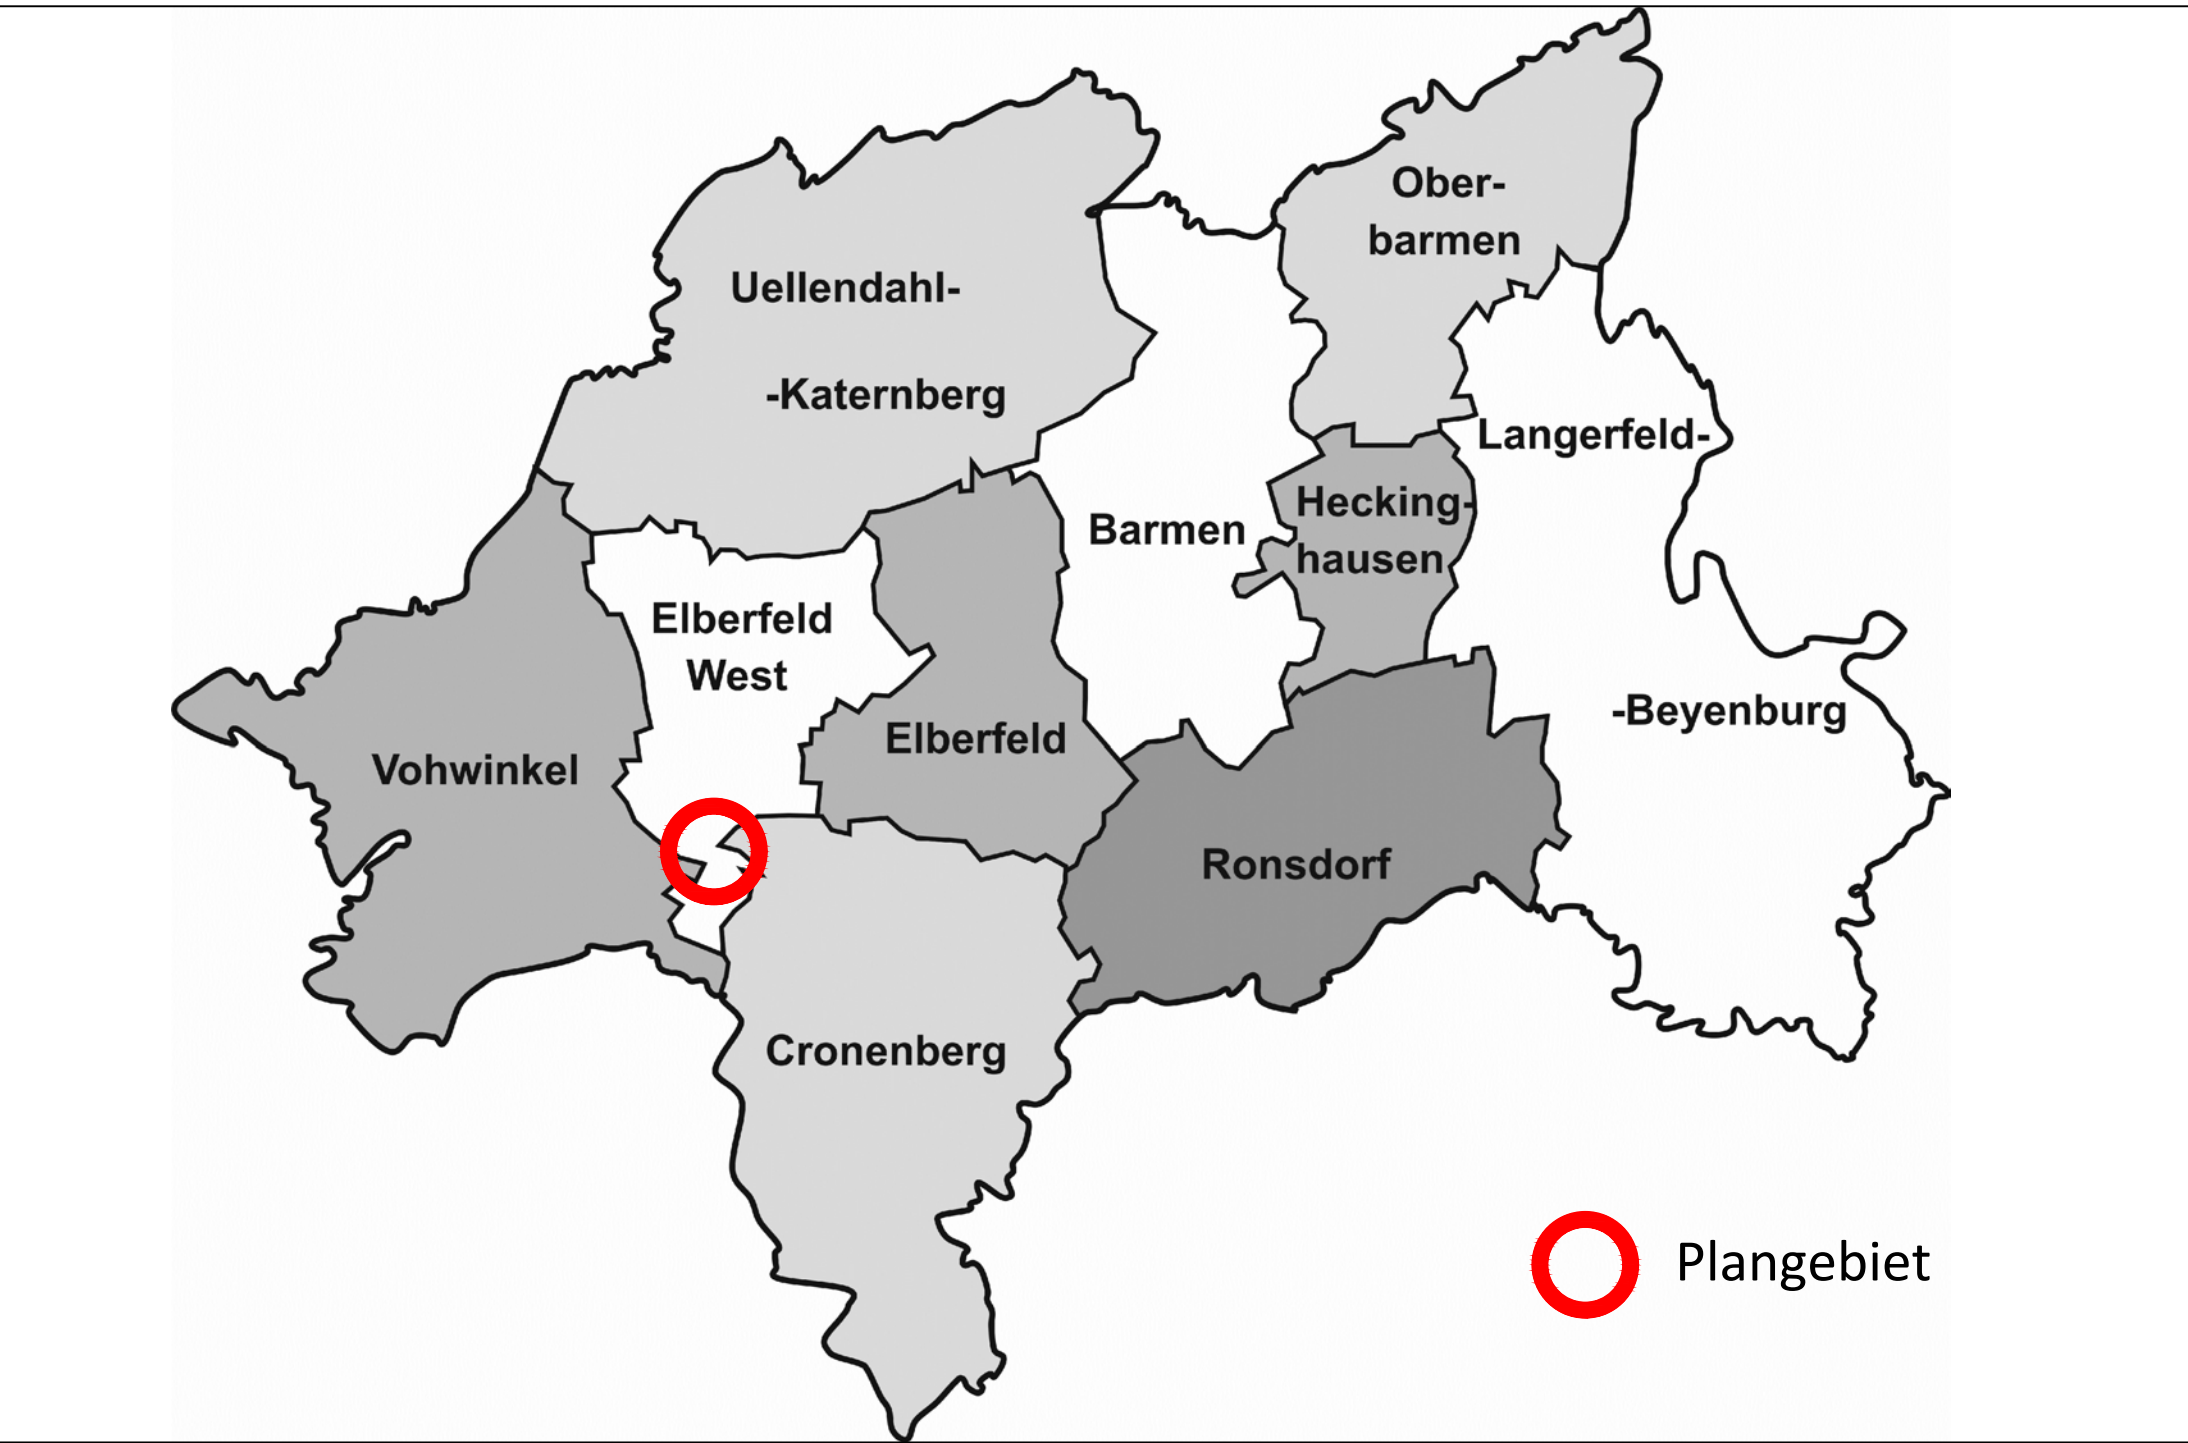 Ober-
barmen
Uellendahl-
-Katernberg
Langerfeld-
Hecking-
hausen
Barmen
Elberfeld
West
-Beyenburg
Elberfeld
Vohwinkel
Ronsdorf
Cronenberg
Plangebiet